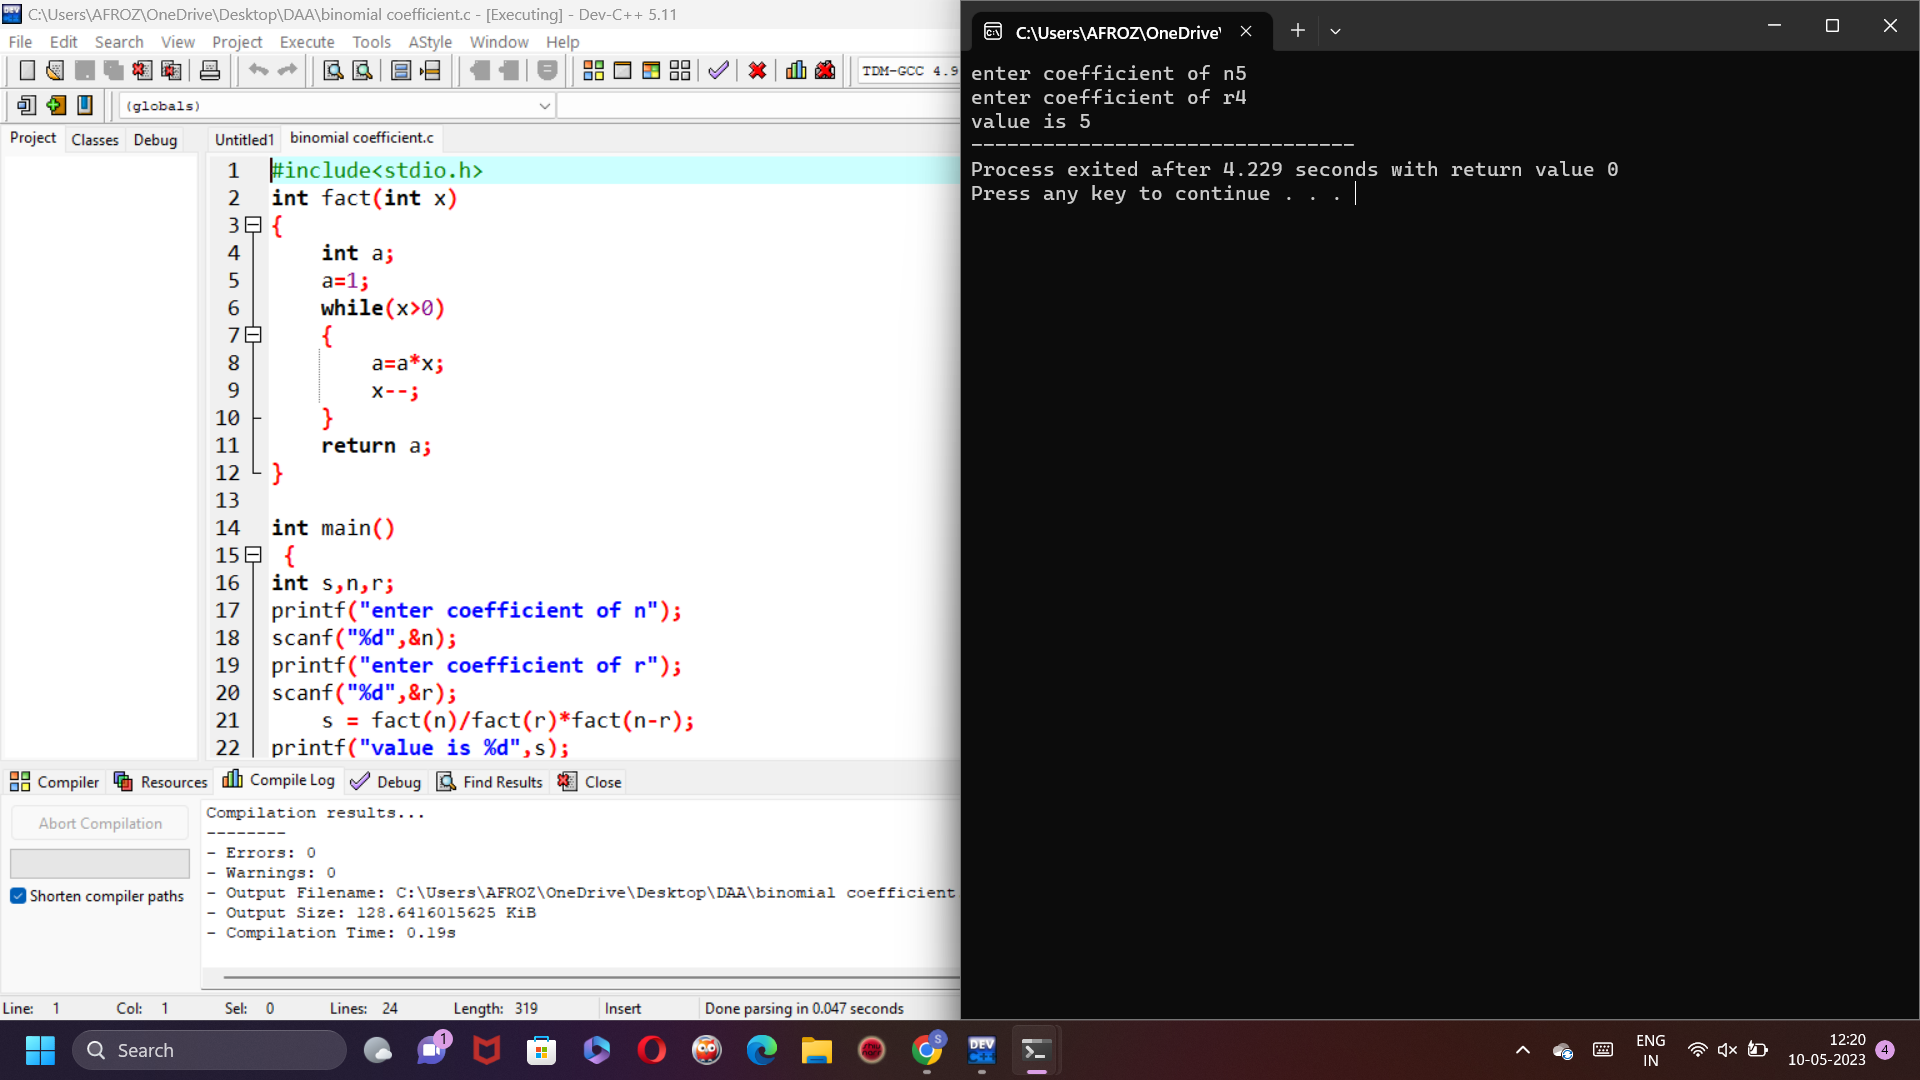 C:\Users\AFROZ\OneDrive\Desktop\DAA\binomial coefficient.c - [Executing] - Dev-C++ 5.11
File Edit Search View Project Execute Tools AStyle Window Help
TDM-GCC 4.9
(globals)
Project Classes Debug
Untitled1 binomial coefficient.c
1 #include<stdio.h>
2 int fact(int x)
3 {
4 int a;
5 a=1;
6 while(x>0)
7 {
8 a=a*x;
9 x--;
10 }
11 return a;
12 }
13
14 int main()
15 {
16 int s,n,r;
17 printf("enter coefficient of n");
18 scanf("%d",&n);
19 printf("enter coefficient of r");
20 scanf("%d",&r);
21 s = fact(n)/fact(r)*fact(n-r);
22 printf("value is %d",s);
Compiler Resources Compile Log Debug Find Results Close
Abort Compilation
Shorten compiler paths
Compilation results...
--------
- Errors: 0
- Warnings: 0
- Output Filename: C:\Users\AFROZ\OneDrive\Desktop\DAA\binomial coefficient
- Output Size: 128.6416015625 KiB
- Compilation Time: 0.19s
Line: 1 Col: 1 Sel: 0 Lines: 24 Length: 319 Insert Done parsing in 0.047 seconds
C:\Users\AFROZ\OneDrive\
enter coefficient of n5
enter coefficient of r4
value is 5
--------------------------------
Process exited after 4.229 seconds with return value 0
Press any key to continue . . .
Search
1
S
DEV
C++
ENG
IN
12:20
10-05-2023
4